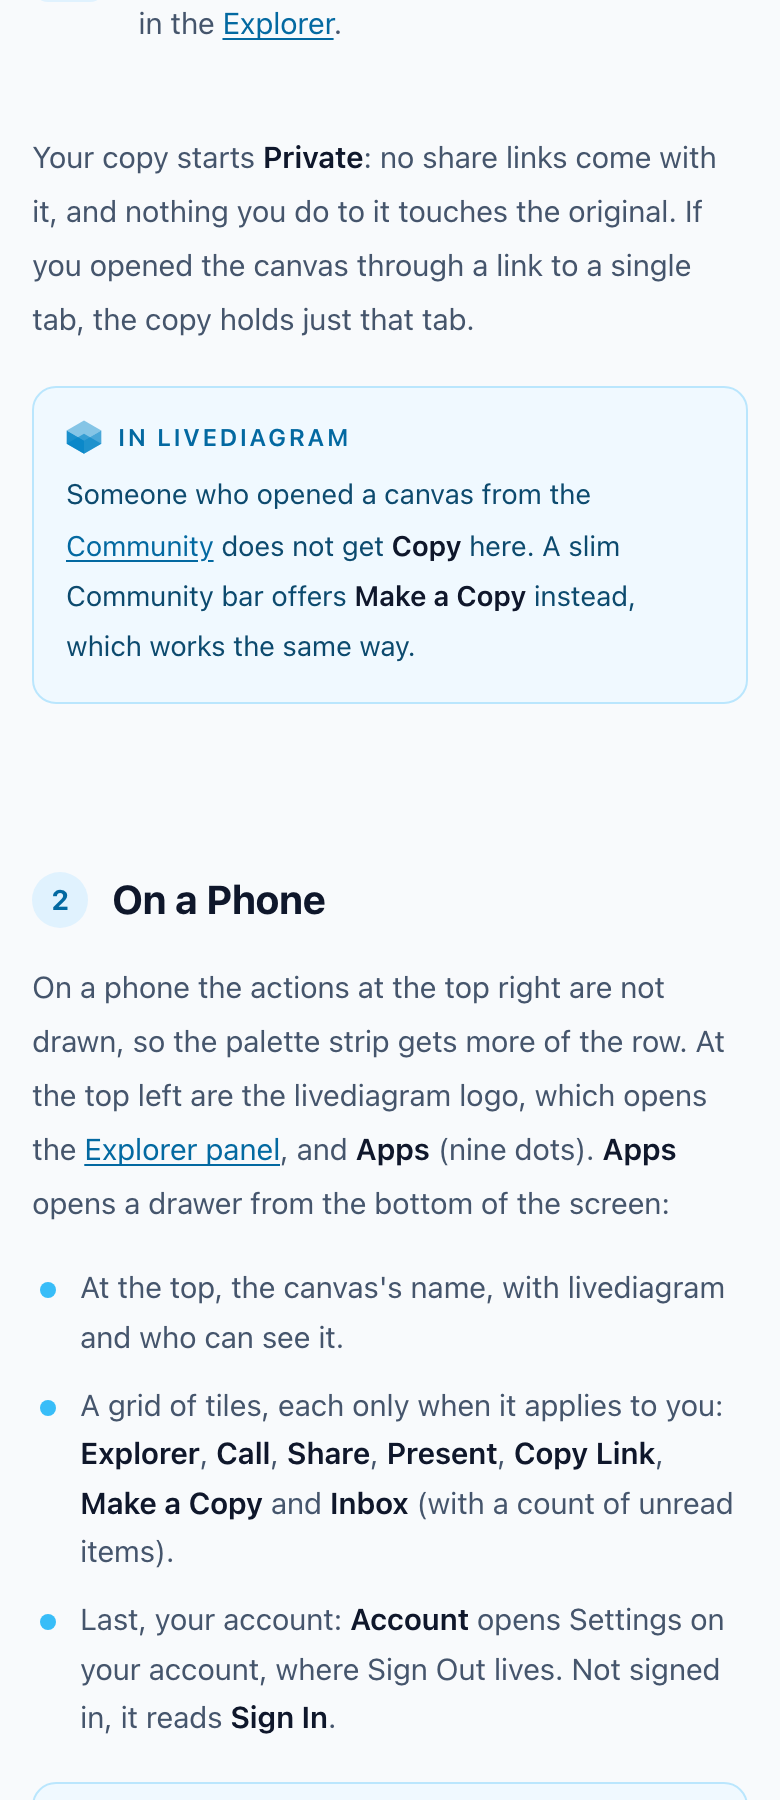 in the Explorer.
Your copy starts Private: no share links come with
it, and nothing you do to it touches the original. If
you opened the canvas through a link to a single
tab, the copy holds just that tab.
IN LIVEDIAGRAM
Someone who opened a canvas from the
Community does not get Copy here. A slim
Community bar offers Make a Copy instead,
which works the same way.
2 On a Phone
On a phone the actions at the top right are not
drawn, so the palette strip gets more of the row. At
the top left are the livediagram logo, which opens
the Explorer panel, and Apps (nine dots). Apps
opens a drawer from the bottom of the screen:
At the top, the canvas's name, with livediagram
and who can see it.
A grid of tiles, each only when it applies to you:
Explorer, Call, Share, Present, Copy Link,
Make a Copy and Inbox (with a count of unread
items).
Last, your account: Account opens Settings on
your account, where Sign Out lives. Not signed
in, it reads Sign In.